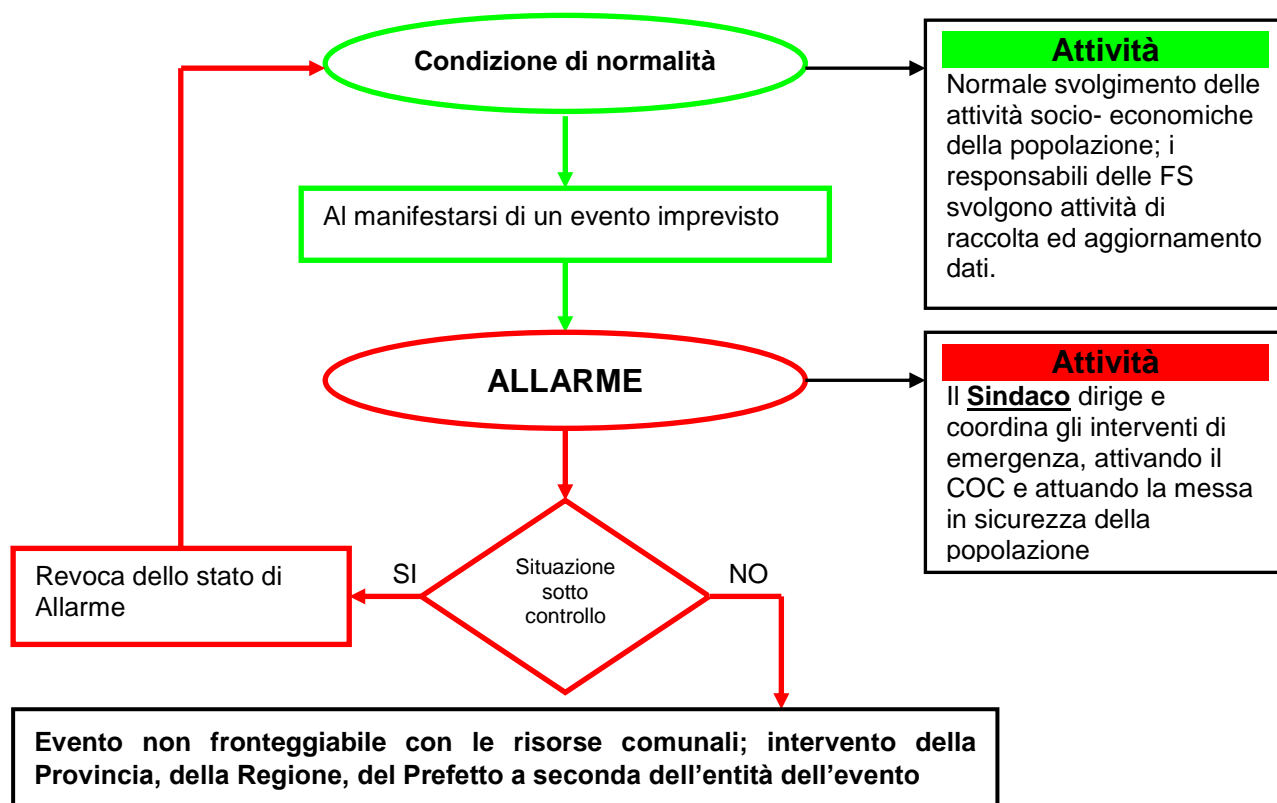 Condizione di normalità
Attività
Normale svolgimento delle
attività socio- economiche
della popolazione; i
responsabili delle FS
svolgono attività di
raccolta ed aggiornamento
dati.
Al manifestarsi di un evento imprevisto
ALLARME
Attività
Il Sindaco dirige e
coordina gli interventi di
emergenza, attivando il
COC e attuando la messa
in sicurezza della
popolazione
Situazione
sotto
controllo
SI
NO
Revoca dello stato di
Allarme
Evento non fronteggiabile con le risorse comunali; intervento della
Provincia, della Regione, del Prefetto a seconda dell’entità dell’evento